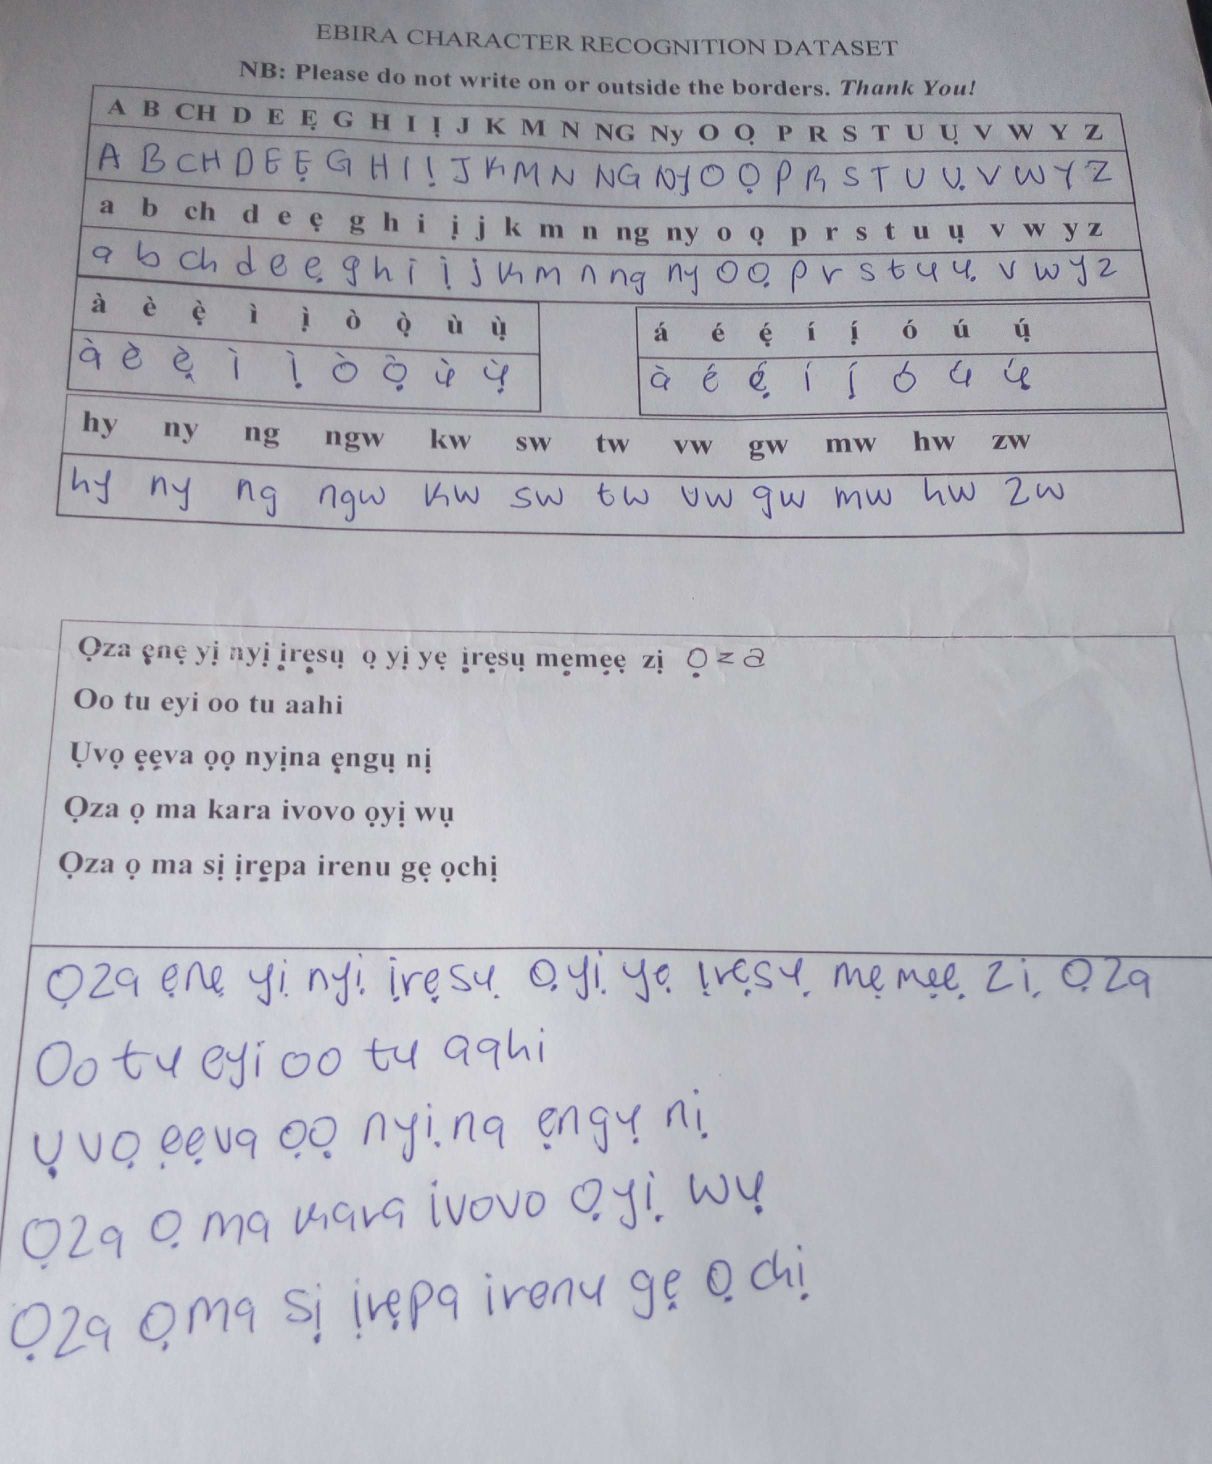 EBIRA CHARACTER RECOGNITION DATASET
NB: Please do not write on or outside the borders. Thank You!
A B CH D E Ẹ G H I Ị J K M N NG Ny O Ọ P R S T U Ụ V W Y Z
A B CH D E Ẹ G H I Ị J K M N NG Ny O Ọ P R S T U Ụ V W Y Z
a b ch d e ẹ g h i ị j k m n ng ny o ọ p r s t u ụ v w y z
a b ch d e ẹ g h i ị j k m n ng ny o ọ p r s t u ụ v w y z
à è ẹ̀ ì ị̀ ò ọ̀ ù ụ̀
á é ẹ́ í ị́ ó ú ụ́
à è ẹ̀ ì ị̀ ò ọ̀ ù ụ̀
à é ẹ́ í ị́ ó ú ụ́
hy ny ng ngw kw sw tw vw gw mw hw zw
hy ny ng ngw kw sw tw vw gw mw hw zw
Ọza ẹnẹ yị nyị ịrẹsụ ọ yị yẹ ịrẹsụ mẹmẹẹ zị Ọza
Oo tu eyi oo tu aahi
Ụvọ ẹẹva ọọ nyịna ẹngụ nị
Ọza ọ ma kara ivovo ọyị wụ
Ọza ọ ma sị ịrẹpa irenu gẹ ọchị
Ọza ẹnẹ yị nyị ịrẹsụ ọyị yẹ ịrẹsụ mẹmẹẹ zị Ọza
Oo tu eyi oo tu aahi
Ụvọ ẹẹva ọọ nyịna ẹngụ nị
Ọza ọ ma kara ivovo ọyị wụ
Ọza ọ ma sị ịrẹpa irenu gẹ ọchị